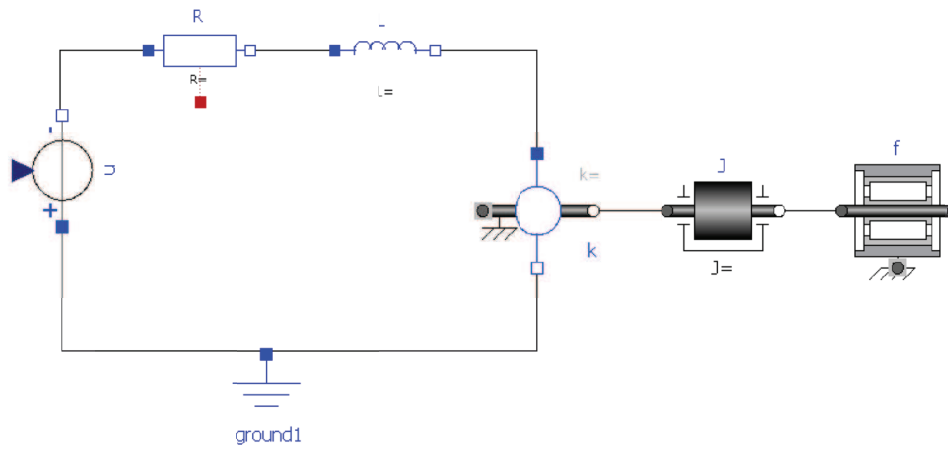 R
R=
l=
-
+
U
k=
k
J
J=
f
ground1